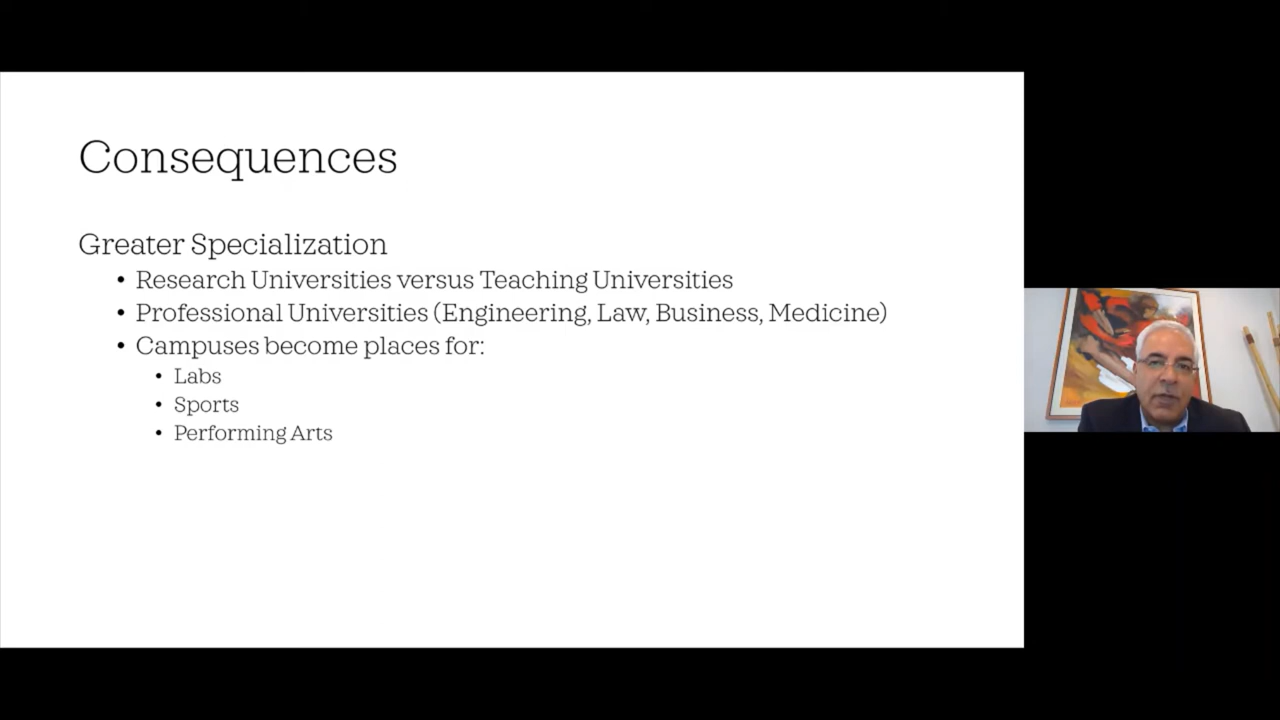 Consequences
Greater Specialization
• Research Universities versus Teaching Universities
• Professional Universities (Engineering, Law, Business, Medicine)
• Campuses become places for:
• Labs
• Sports
• Performing Arts